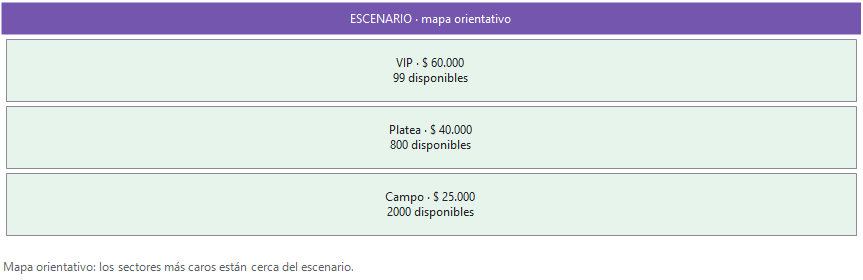 ESCENARIO · mapa orientativo
VIP · $ 60.000
99 disponibles
Platea · $ 40.000
800 disponibles
Campo · $ 25.000
2000 disponibles
Mapa orientativo: los sectores más caros están cerca del escenario.